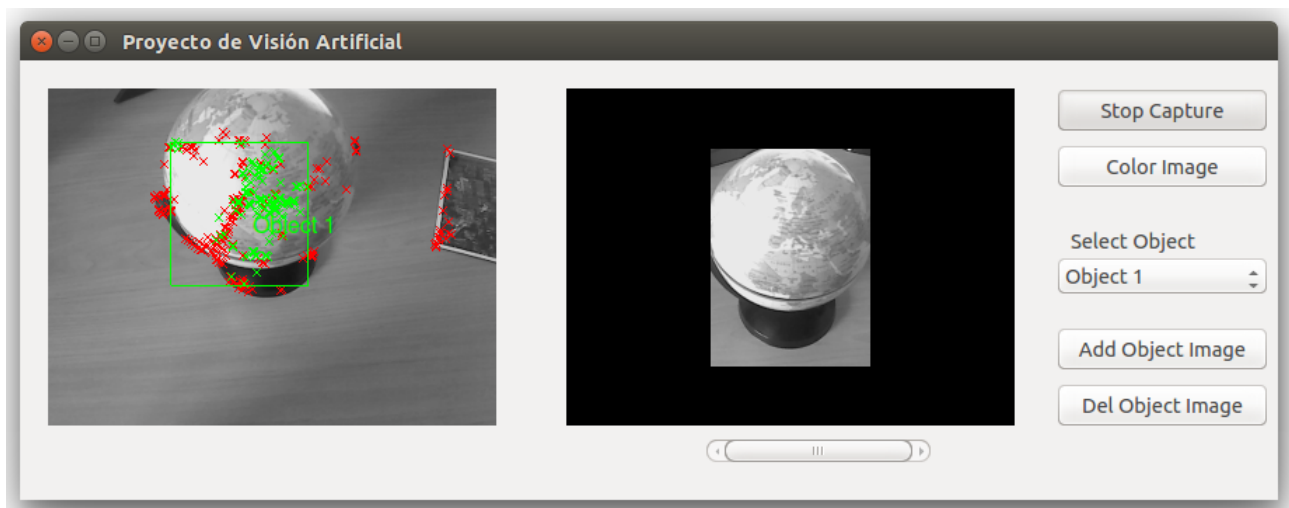 Proyecto de Visión Artificial
Object 1
Stop Capture
Color Image
Select Object
Object 1
Add Object Image
Del Object Image